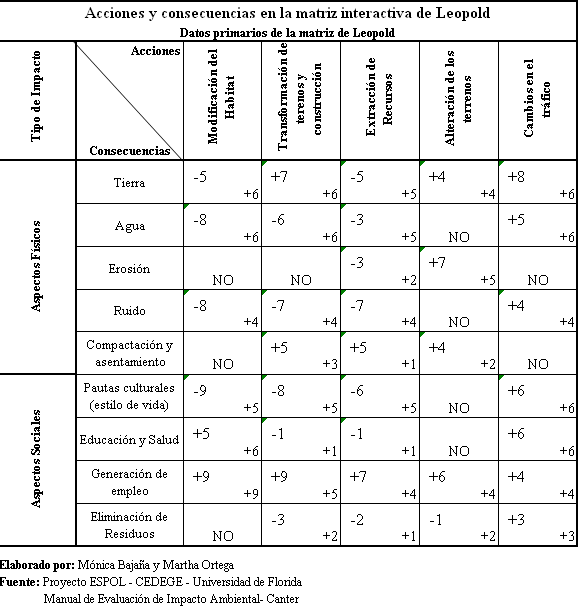 Acciones y consecuencias en la matriz interactiva de Leopold
Datos primarios de la matriz de Leopold
Tipo de Impacto
Acciones
Consecuencias
Modificación del
Habitat
Transformación de
terenos y
construcción
Extracción de
Recursos
Alteración de los
terrenos
Cambios en el
tráfico
Aspectos Físicos
Tierra -5 +6 +7 +6 -5 +5 +4 +4 +8 +6
Agua -8 +6 -6 +6 -3 +5 NO +5 +6
Erosión NO NO -3 +2 +7 +5 NO
Ruido -8 +4 -7 +4 -7 +4 NO +4 +4
Compactación y
asentamiento NO +5 +3 +5 +1 +4 +2 NO
Aspectos Sociales
Pautas culturales
(estilo de vida) -9 +5 -8 +5 -6 +5 NO +6 +6
Educación y Salud +5 +6 -1 +1 -1 +1 NO +6 +6
Generación de
empleo +9 +9 +9 +5 +7 +4 +6 +4 +4 +4
Eliminación de
Residuos NO -3 +2 -2 +1 -1 +2 +3 +3
Elaborado por: Mónica Bajaña y Martha Ortega
Fuente: Proyecto ESPOL - CEDEGE - Universidad de Florida
Manual de Evaluación de Impacto Ambiental- Canter